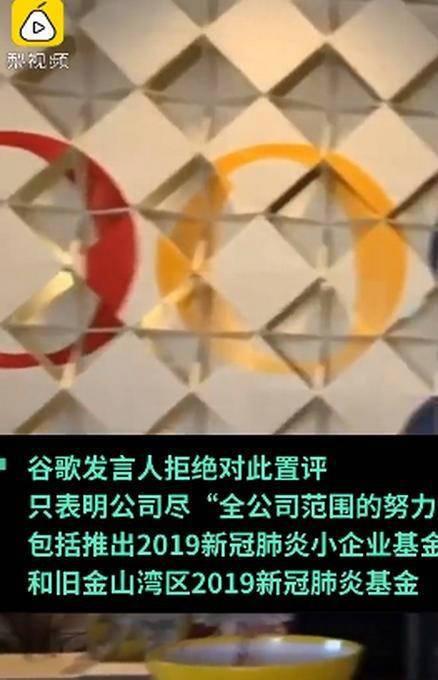 梨视频
谷歌发言人拒绝对此置评
只表明公司尽“全公司范围的努力
包括推出2019新冠肺炎小企业基金
和旧金山湾区2019新冠肺炎基金